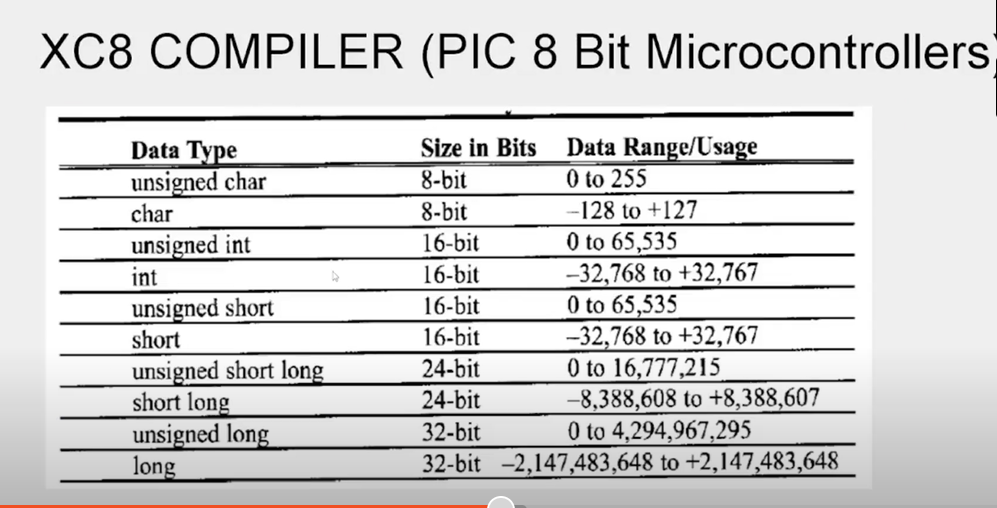 XC8 COMPILER (PIC 8 Bit Microcontrollers)
Data Type Size in Bits Data Range/Usage
unsigned char 8-bit 0 to 255
char 8-bit –128 to +127
unsigned int 16-bit 0 to 65,535
int 16-bit –32,768 to +32,767
unsigned short 16-bit 0 to 65,535
short 16-bit –32,768 to +32,767
unsigned short long 24-bit 0 to 16,777,215
short long 24-bit –8,388,608 to +8,388,607
unsigned long 32-bit 0 to 4,294,967,295
long 32-bit –2,147,483,648 to +2,147,483,648